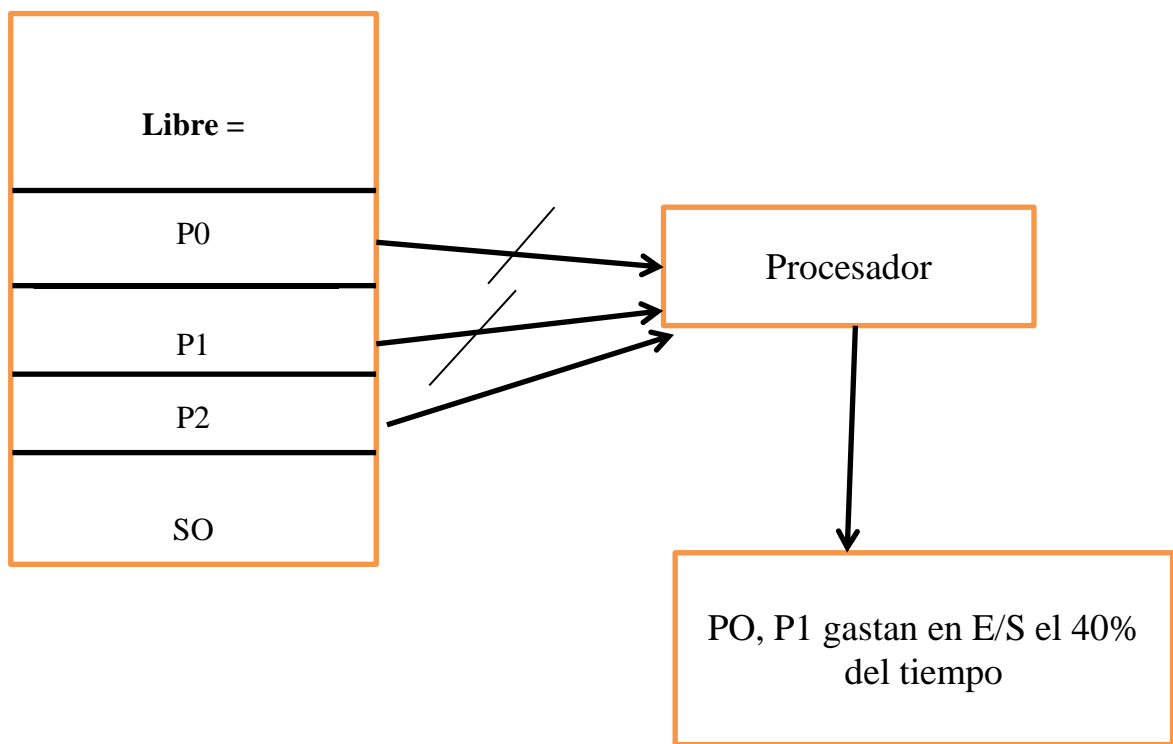 Libre =
P0
P1
P2
SO
Procesador
PO, P1 gastan en E/S el 40%
del tiempo